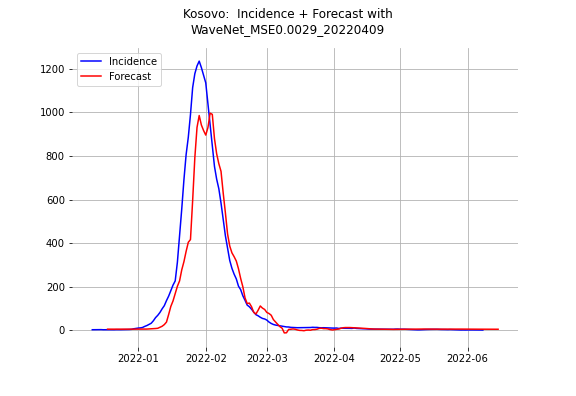 Kosovo:  Incidence + Forecast with
WaveNet_MSE0.0029_20220409
Incidence
Forecast
1200
1000
800
600
400
200
0
2022-01 2022-02 2022-03 2022-04 2022-05 2022-06